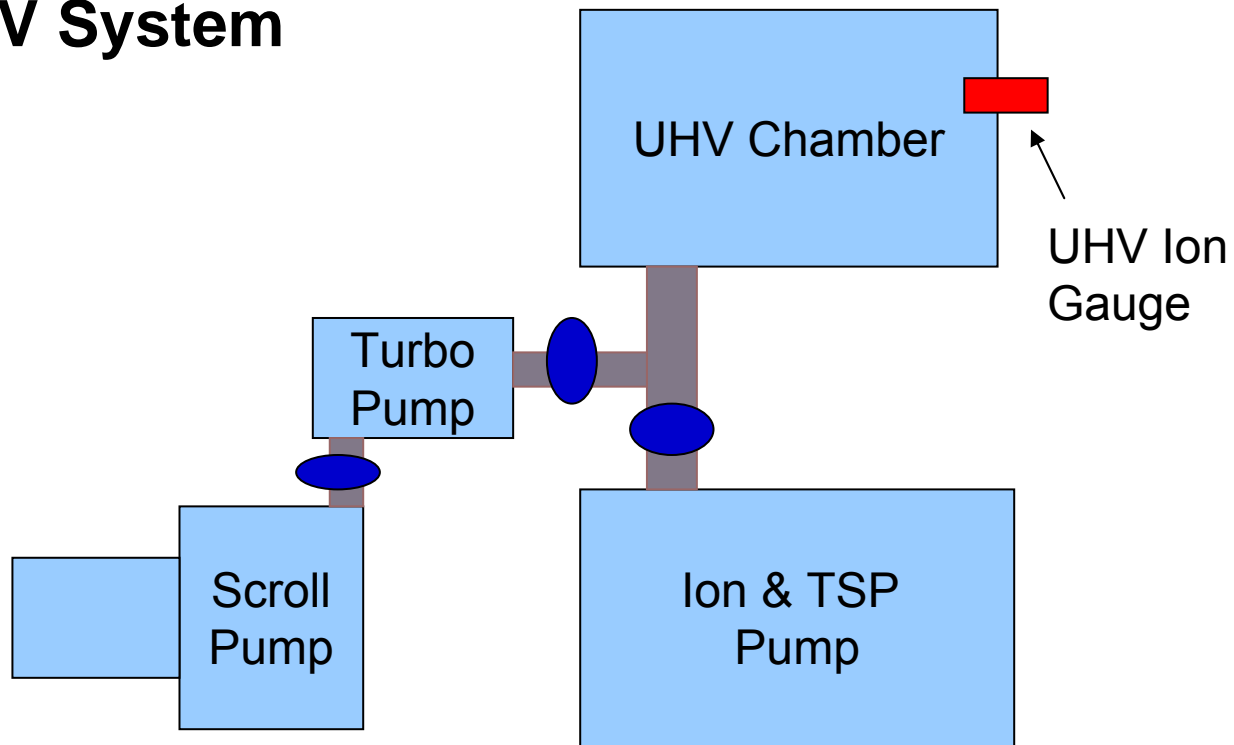 V System
UHV Chamber
UHV Ion
Gauge
Turbo
Pump
Scroll
Pump
Ion & TSP
Pump